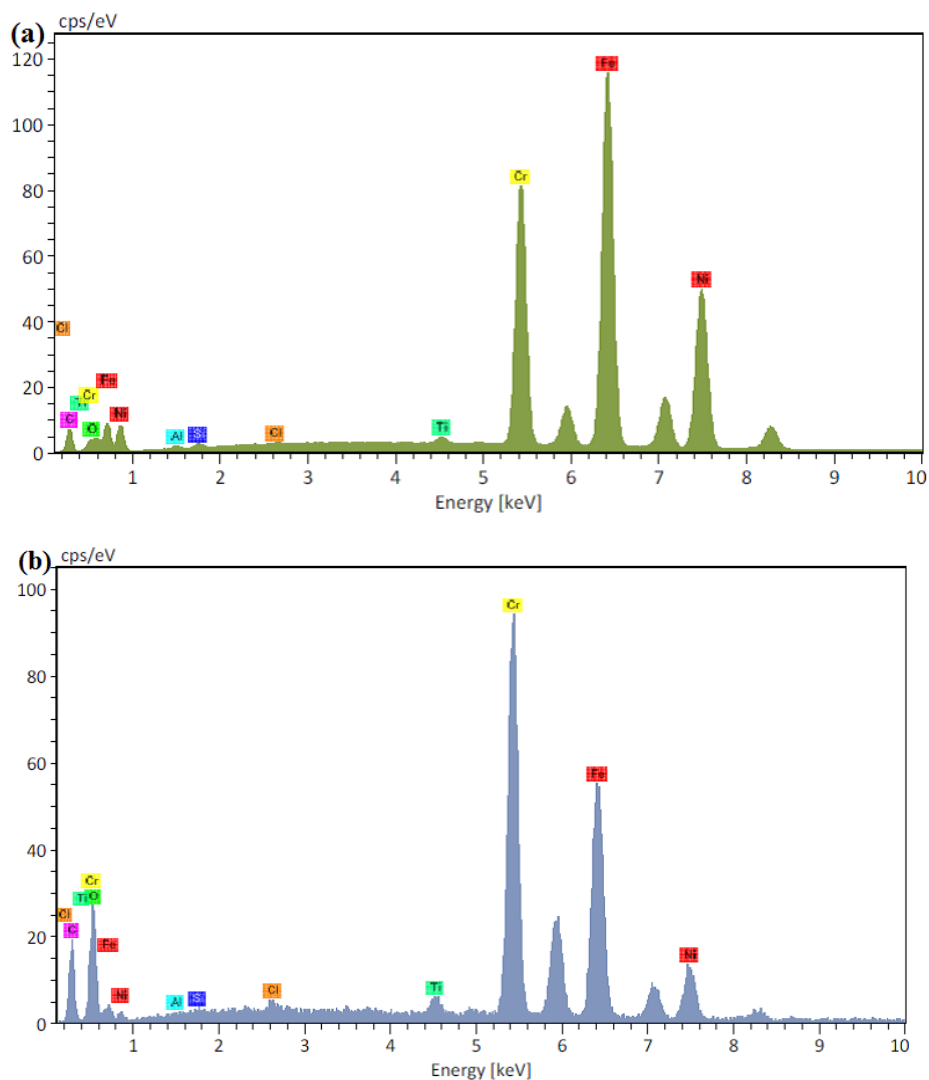 (a) cps/eV
120
Fe
100
Cr
80
60
Ni
40
Cl
Fe
20
Ti Cr
C O Ni
Al Si Cl Ti
0
1 2 3 4 5 6 7 8 9 10
Energy [keV]
(b) cps/eV
100
Cr
80
60
Fe
40
Cr
Ti O
Cl
C
20
Fe
Ni
Ni Al Si Cl Ti
0
1 2 3 4 5 6 7 8 9 10
Energy [keV]